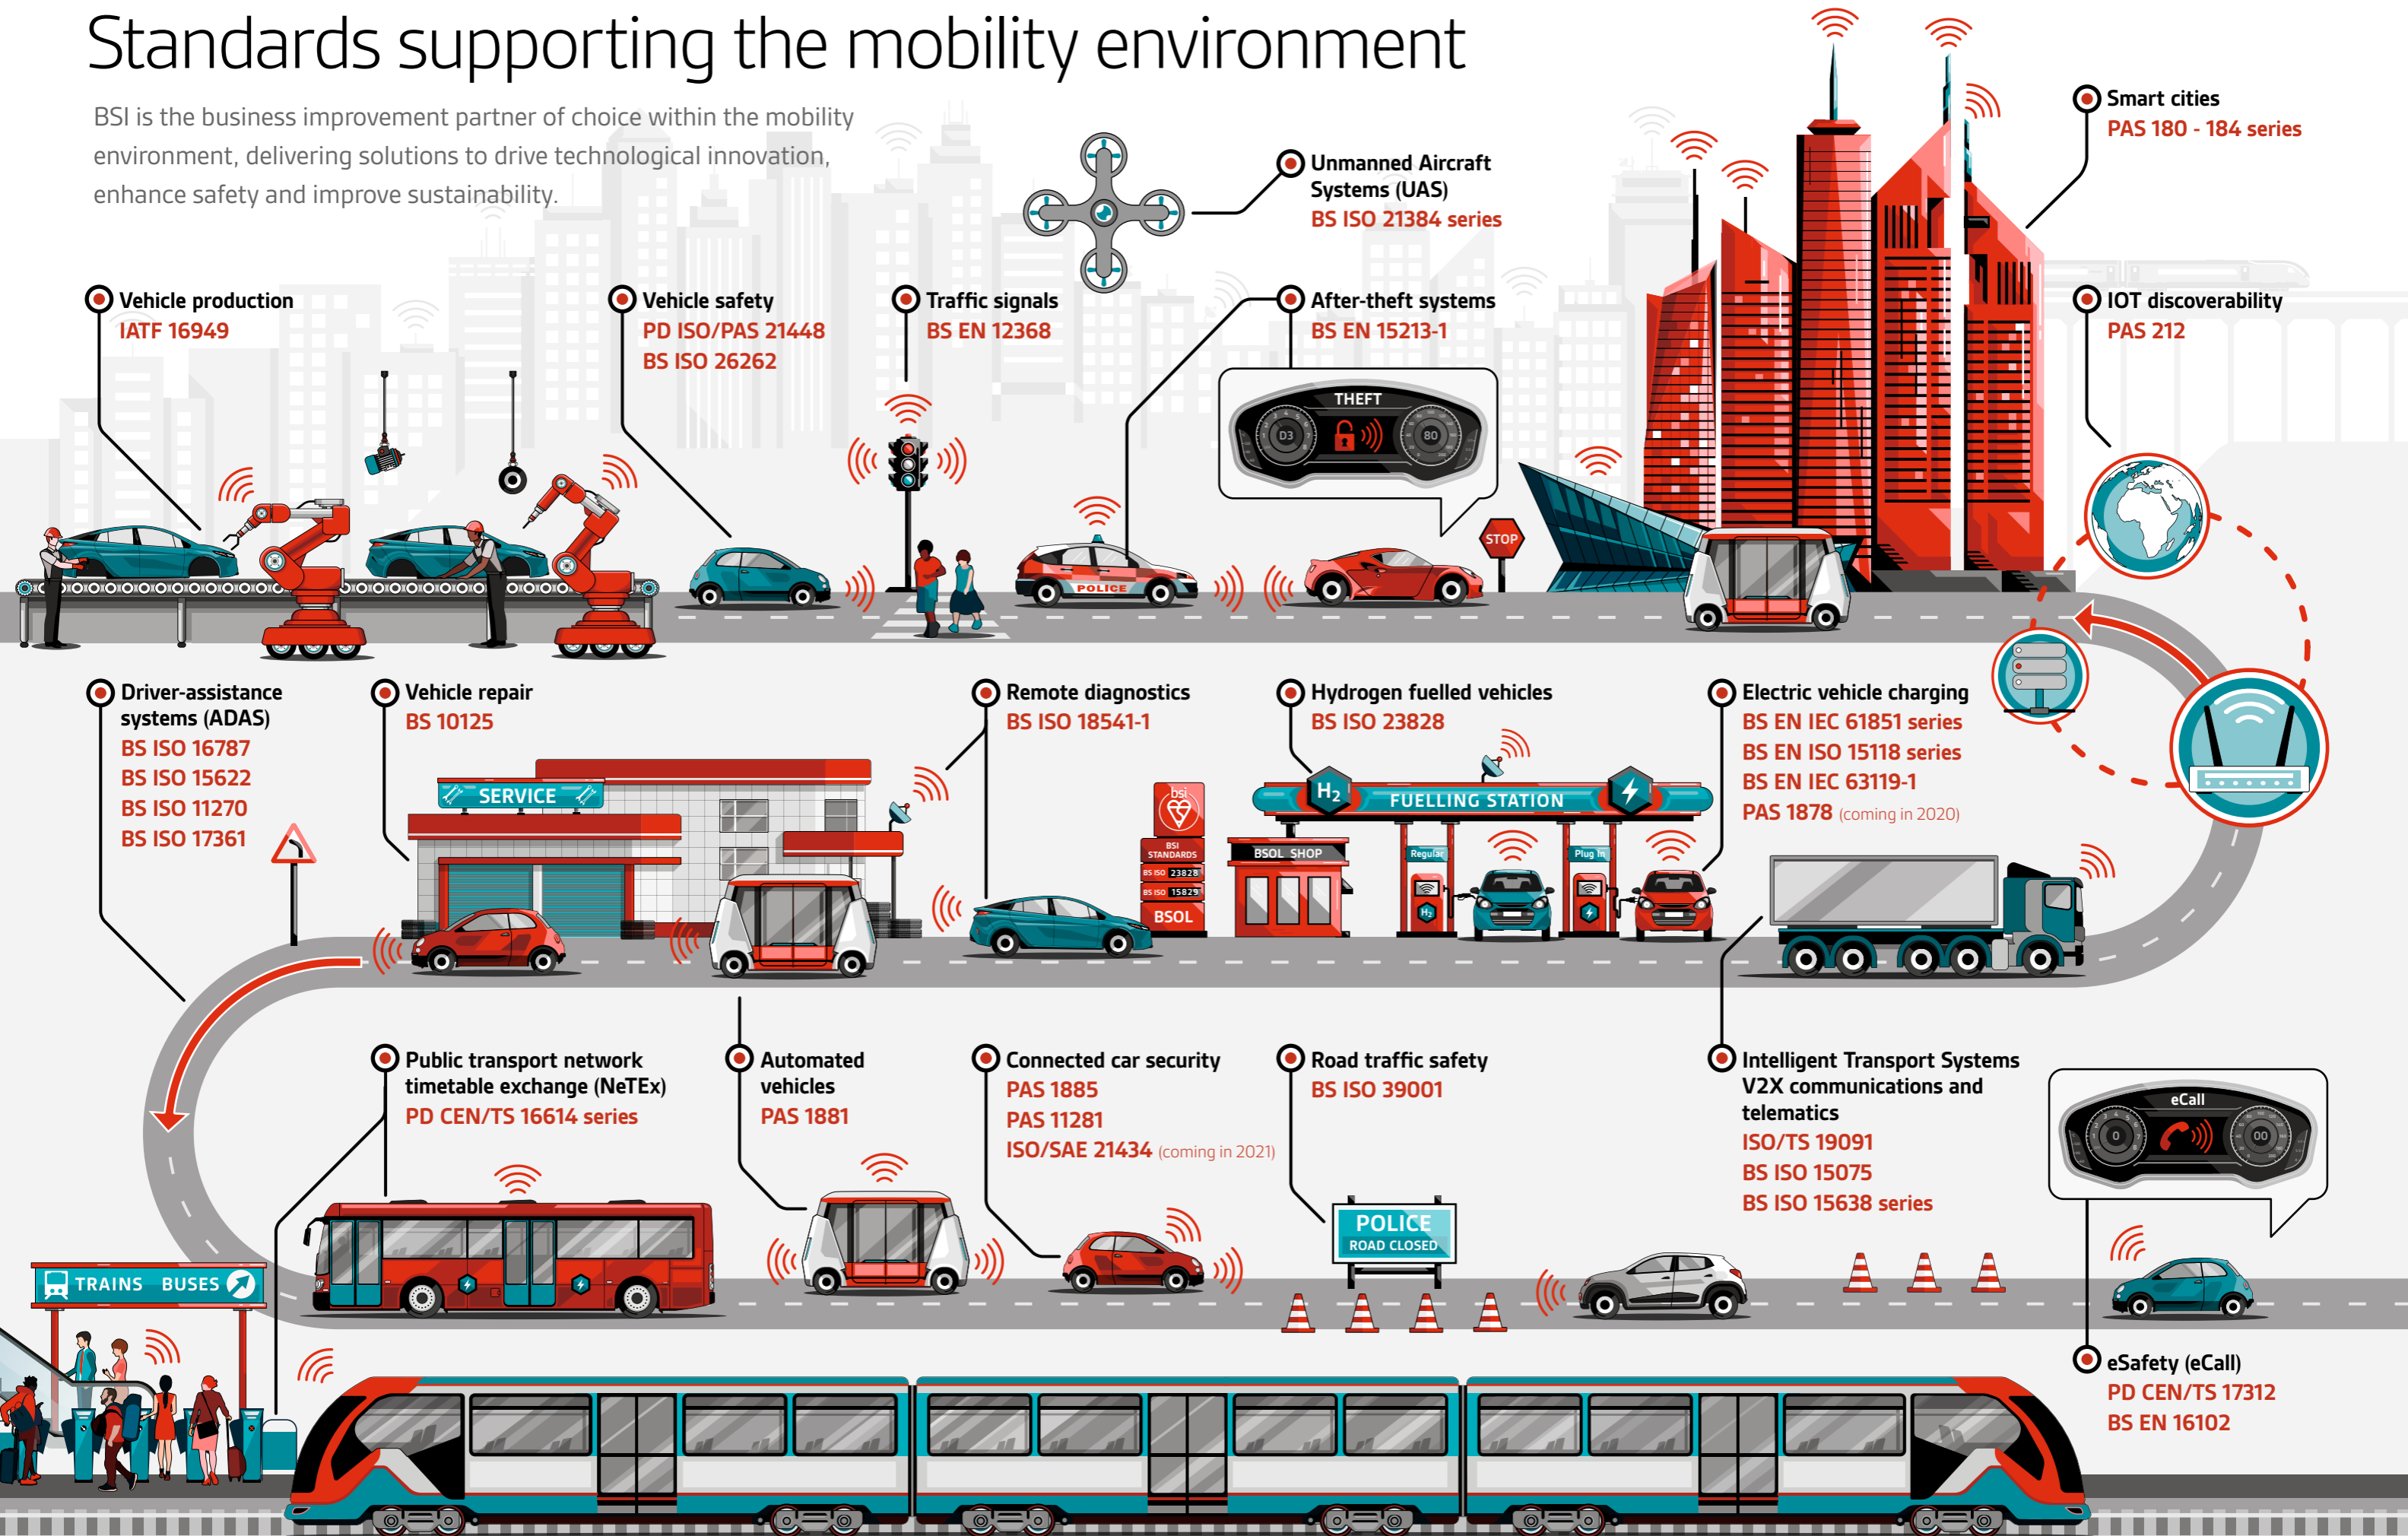 Standards supporting the mobility environment
BSI is the business improvement partner of choice within the mobility
environment, delivering solutions to drive technological innovation,
enhance safety and improve sustainability.
Smart cities
PAS 180 - 184 series
Unmanned Aircraft
Systems (UAS)
BS ISO 21384 series
Vehicle production
IATF 16949
Vehicle safety
PD ISO/PAS 21448
BS ISO 26262
Traffic signals
BS EN 12368
After-theft systems
BS EN 15213-1
IOT discoverability
PAS 212
THEFT
D3
80
STOP
POLICE
Driver-assistance
systems (ADAS)
BS ISO 16787
BS ISO 15622
BS ISO 11270
BS ISO 17361
Vehicle repair
BS 10125
Remote diagnostics
BS ISO 18541-1
Hydrogen fuelled vehicles
BS ISO 23828
Electric vehicle charging
BS EN IEC 61851 series
BS EN ISO 15118 series
BS EN IEC 63119-1
PAS 1878 (coming in 2020)
SERVICE
bsi
BSI
STANDARDS
BS ISO 23828
BS ISO 15829
BSOL
H2
FUELLING STATION
BSOL SHOP
Regular
Plug In
H2
Public transport network
timetable exchange (NeTEx)
PD CEN/TS 16614 series
Automated
vehicles
PAS 1881
Connected car security
PAS 1885
PAS 11281
ISO/SAE 21434 (coming in 2021)
Road traffic safety
BS ISO 39001
Intelligent Transport Systems
V2X communications and
telematics
ISO/TS 19091
BS ISO 15075
BS ISO 15638 series
eCall
0
00
POLICE
ROAD CLOSED
TRAINS BUSES
eSafety (eCall)
PD CEN/TS 17312
BS EN 16102